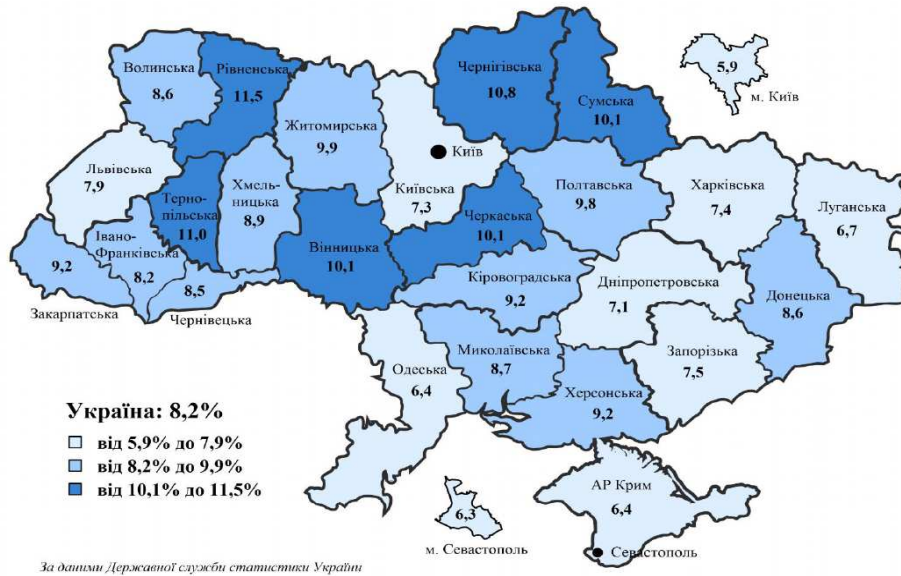 Волинська
8,6
Рівненська
11,5
Житомирська
9,9
Чернігівська
10,8
Сумська
10,1
5,9
м. Київ
Київ
Київська
7,3
Львівська
7,9
Терно-
пільська
11,0
Хмель-
ницька
8,9
Вінницька
10,1
Черкаська
10,1
Полтавська
9,8
Харківська
7,4
Луганська
6,7
Івано-
Франківська
8,2
9,2
Закарпатська
8,5
Чернівецька
Кіровоградська
9,2
Дніпропетровська
7,1
Донецька
8,6
Одеська
6,4
Миколаївська
8,7
Запорізька
7,5
Херсонська
9,2
Україна: 8,2%
від 5,9% до 7,9%
від 8,2% до 9,9%
від 10,1% до 11,5%
6,3
м. Севастополь
АР Крим
6,4
Севастополь
За даними Державної служби статистики України